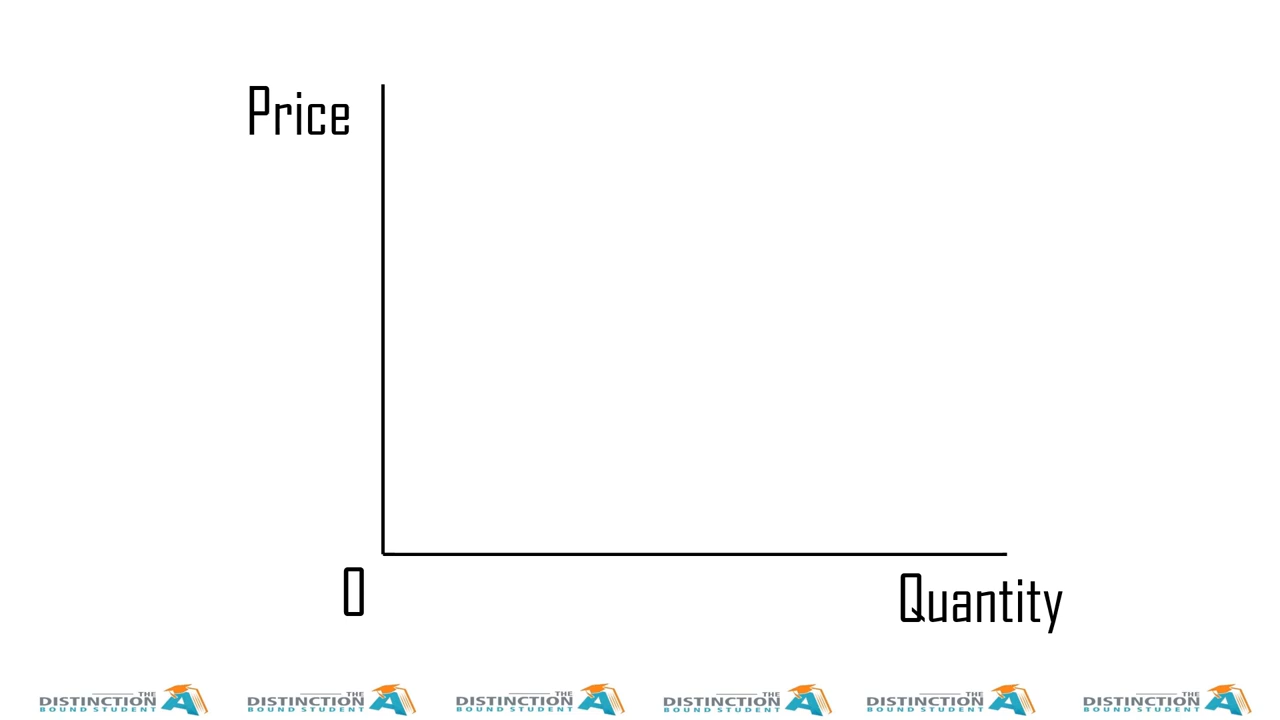 Price
0
Quantity
THE
DISTINCTION
BOUND STUDENT
THE
DISTINCTION
BOUND STUDENT
THE
DISTINCTION
BOUND STUDENT
THE
DISTINCTION
BOUND STUDENT
THE
DISTINCTION
BOUND STUDENT
THE
DISTINCTION
BOUND STUDENT